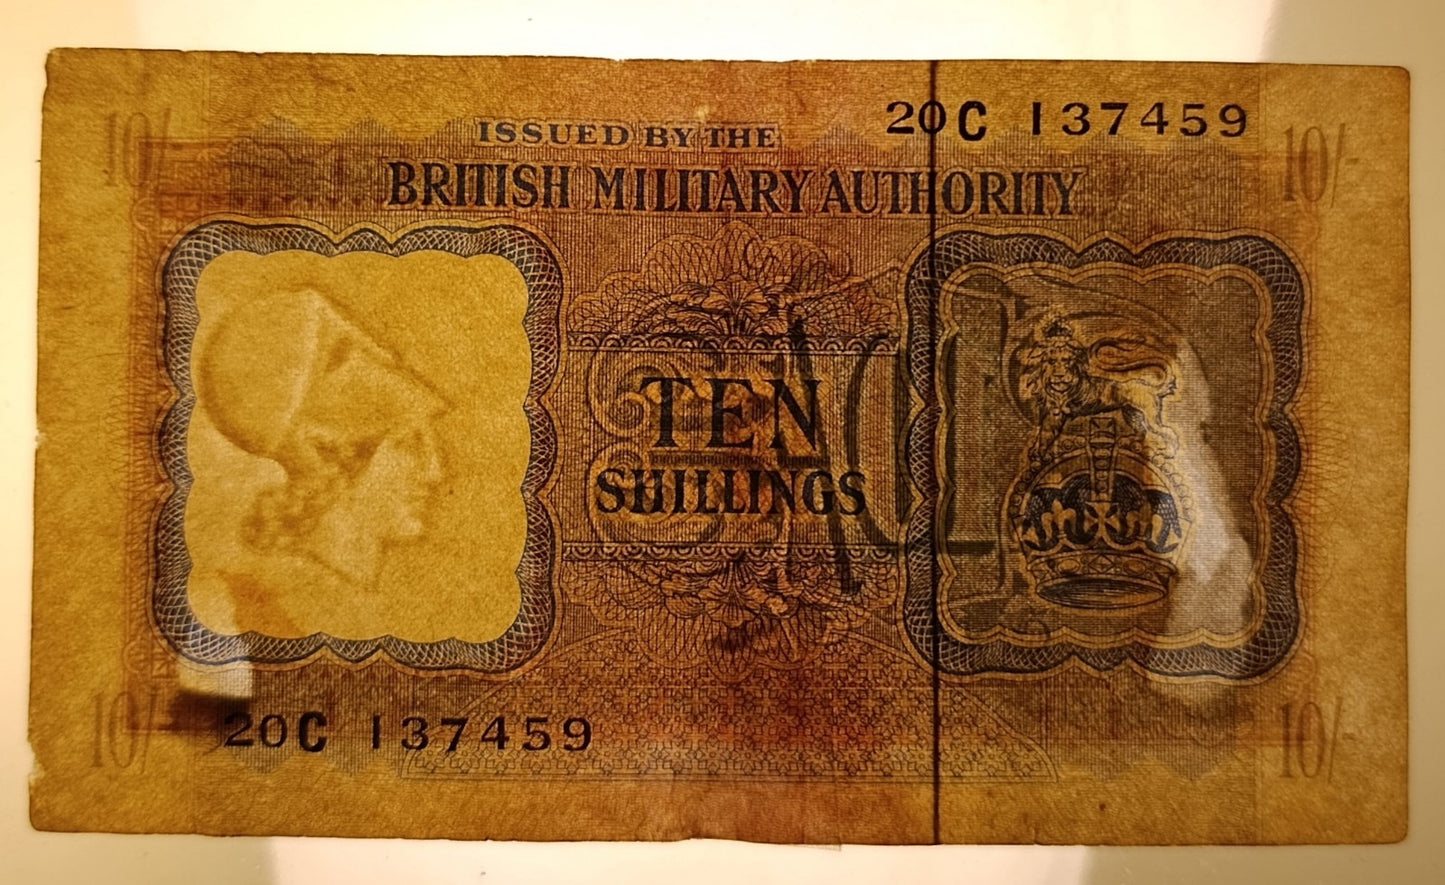 20C 137459
ISSUED BY THE
10/- 10/-
BRITISH MILITARY AUTHORITY
TEN
SHILLINGS
10/- 20C 137459 10/-